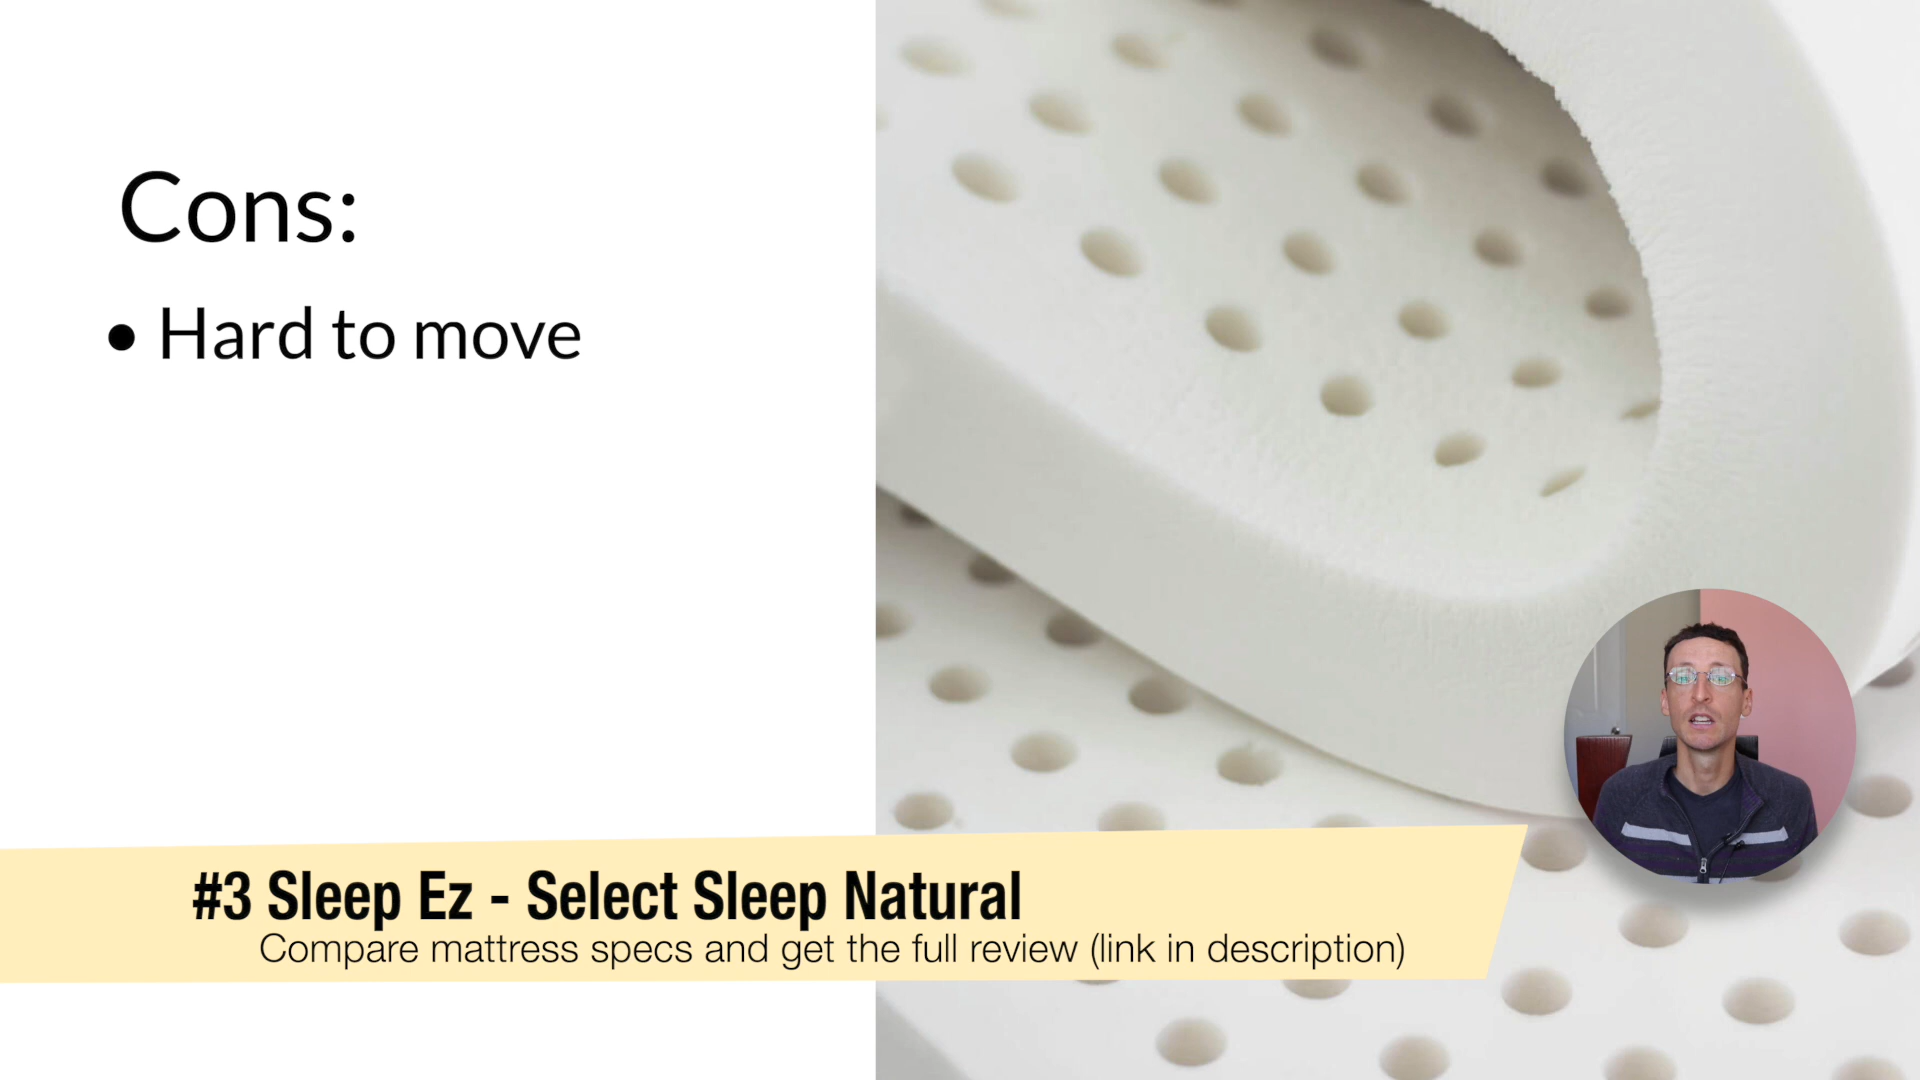 Cons:
• Hard to move
#3 Sleep Ez - Select Sleep Natural
Compare mattress specs and get the full review (link in description)